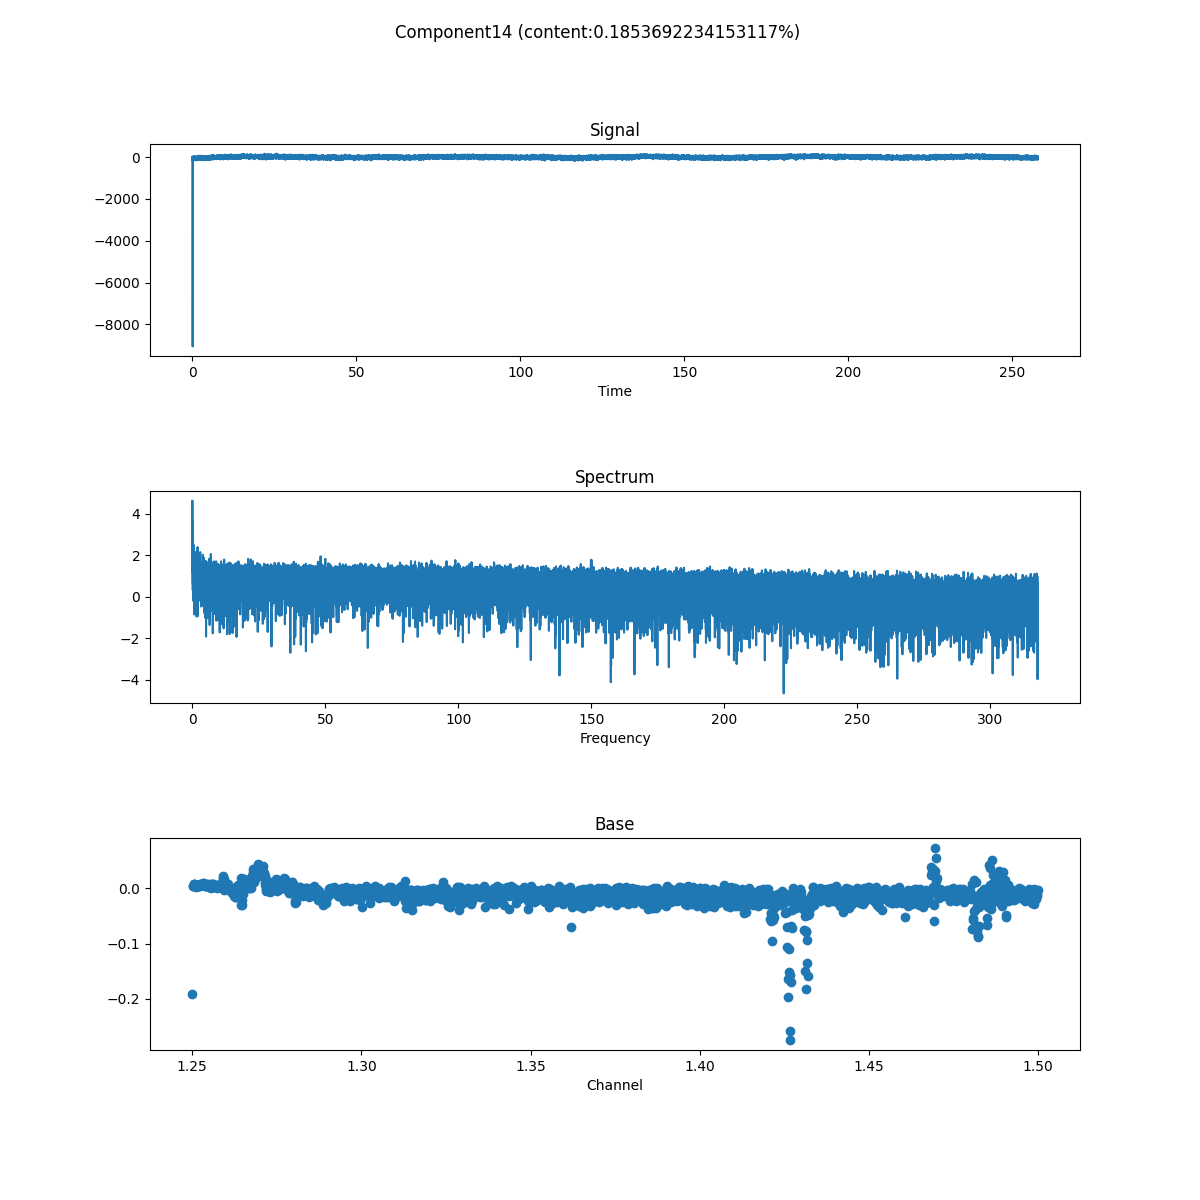 Component14 (content:0.1853692234153117%)
Signal
0
−2000
−4000
−6000
−8000
0 50 100 150 200 250
Time
Spectrum
4
2
0
−2
−4
0 50 100 150 200 250 300
Frequency
Base
0.0
−0.1
−0.2
1.25 1.30 1.35 1.40 1.45 1.50
Channel